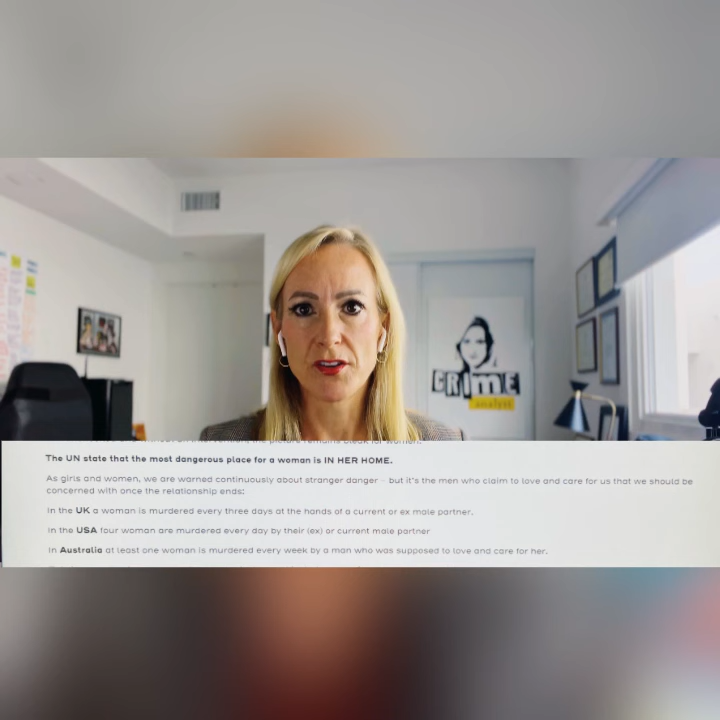 CRIME
analyst
The UN state that the most dangerous place for a woman is IN HER HOME.
As girls and women, we are warned continuously about stranger danger – but it's the men who claim to love and care for us that we should be
concerned with once the relationship ends:
In the UK a woman is murdered every three days at the hands of a current or ex male partner.
In the USA four woman are murdered every day by their (ex) or current male partner
In Australia at least one woman is murdered every week by a man who was supposed to love and care for her.